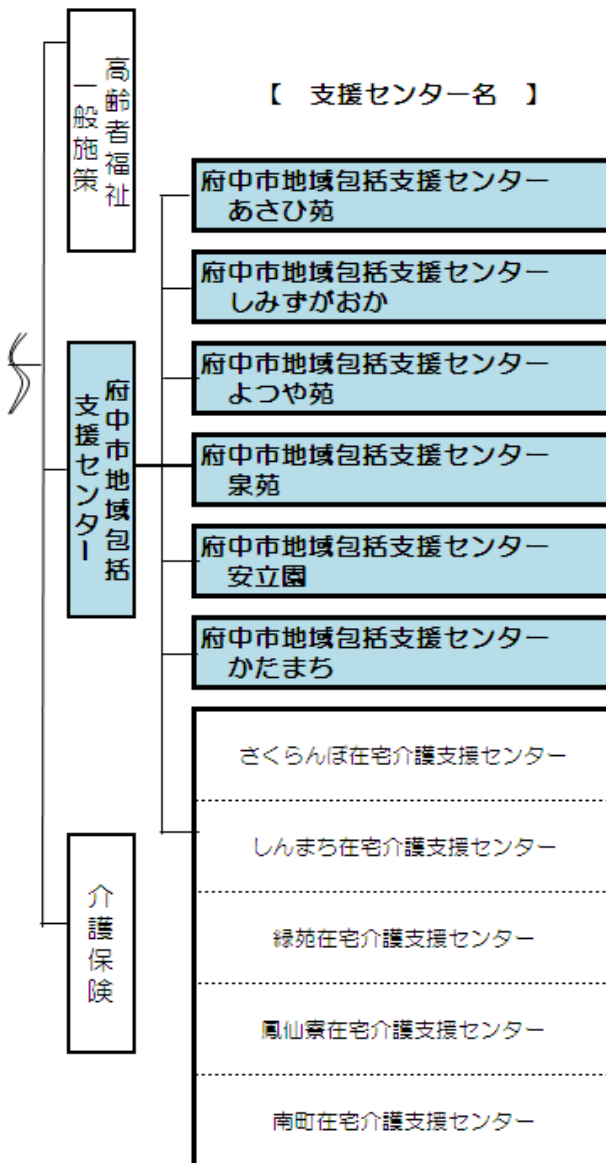 高齢者福祉
一般施策
府中市地域包括
支援センター
介護保険
【　支援センター名　】
府中市地域包括支援センター
あさひ苑
府中市地域包括支援センター
しみずがおか
府中市地域包括支援センター
よつや苑
府中市地域包括支援センター
泉苑
府中市地域包括支援センター
安立園
府中市地域包括支援センター
かたまち
さくらんぼ在宅介護支援センター
しんまち在宅介護支援センター
緑苑在宅介護支援センター
鳳仙寮在宅介護支援センター
南町在宅介護支援センター